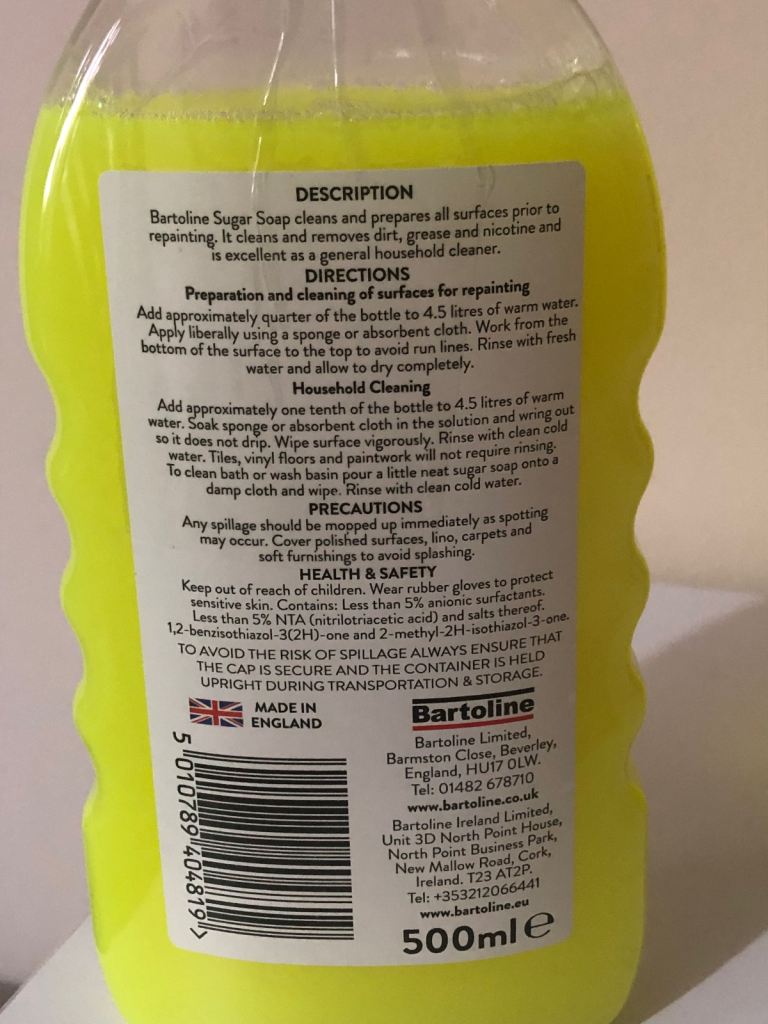 DESCRIPTION
Bartoline Sugar Soap cleans and prepares all surfaces prior to
repainting. It cleans and removes dirt, grease and nicotine and
is excellent as a general household cleaner.
DIRECTIONS
Preparation and cleaning of surfaces for repainting
Add approximately quarter of the bottle to 4.5 litres of warm water.
Apply liberally using a sponge or absorbent cloth. Work from the
bottom of the surface to the top to avoid run lines. Rinse with fresh
water and allow to dry completely.
Household Cleaning
Add approximately one tenth of the bottle to 4.5 litres of warm
water. Soak sponge or absorbent cloth in the solution and wring out
so it does not drip. Wipe surface vigorously. Rinse with clean cold
water. Tiles, vinyl floors and paintwork will not require rinsing.
To clean bath or wash basin pour a little neat sugar soap onto a
damp cloth and wipe. Rinse with clean cold water.
PRECAUTIONS
Any spillage should be mopped up immediately as spotting
may occur. Cover polished surfaces, lino, carpets and
soft furnishings to avoid splashing.
HEALTH & SAFETY
Keep out of reach of children. Wear rubber gloves to protect
sensitive skin. Contains: Less than 5% anionic surfactants.
Less than 5% NTA (nitrilotriacetic acid) and salts thereof.
1,2-benzisothiazol-3(2H)-one and 2-methyl-2H-isothiazol-3-one.
TO AVOID THE RISK OF SPILLAGE ALWAYS ENSURE THAT
THE CAP IS SECURE AND THE CONTAINER IS HELD
UPRIGHT DURING TRANSPORTATION & STORAGE.
MADE IN
ENGLAND
5 010789 404819 >
Bartoline
Bartoline Limited,
Barmston Close, Beverley,
England, HU17 0LW.
Tel: 01482 678710
www.bartoline.co.uk
Bartoline Ireland Limited,
Unit 3D North Point House,
North Point Business Park,
New Mallow Road, Cork,
Ireland. T23 AT2P.
Tel: +353212066441
www.bartoline.eu
500ml e